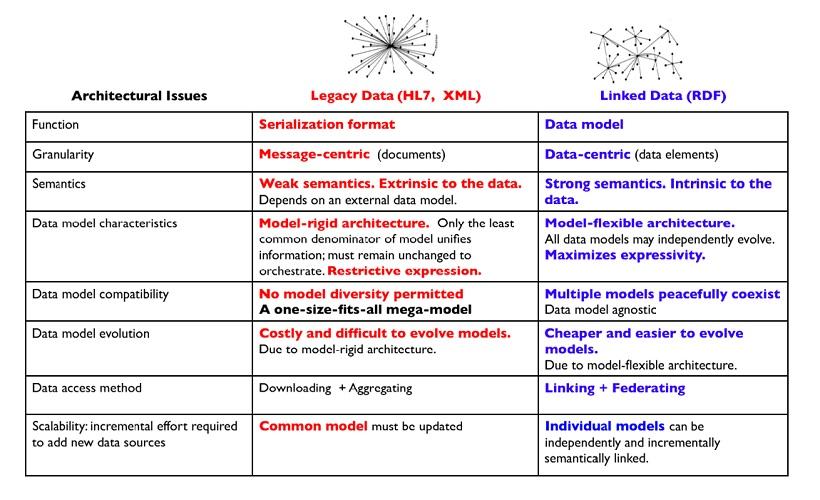 Architectural Issues
Legacy Data (HL7, XML)
Linked Data (RDF)
Function
Serialization format
Data model
Granularity
Message-centric (documents)
Data-centric (data elements)
Semantics
Weak semantics. Extrinsic to the data.
Depends on an external data model.
Strong semantics. Intrinsic to the
data.
Data model characteristics
Model-rigid architecture. Only the least
common denominator of model unifies
information; must remain unchanged to
orchestrate. Restrictive expression.
Model-flexible architecture.
All data models may independently evolve.
Maximizes expressivity.
Data model compatibility
No model diversity permitted
A one-size-fits-all mega-model
Multiple models peacefully coexist
Data model agnostic
Data model evolution
Costly and difficult to evolve models.
Due to model-rigid architecture.
Cheaper and easier to evolve
models.
Due to model-flexible architecture.
Data access method
Downloading + Aggregating
Linking + Federating
Scalability: incremental effort required
to add new data sources
Common model must be updated
Individual models can be
independently and incrementally
semantically linked.